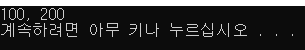 100, 200
계속하려면 아무 키나 누르십시오 . . .